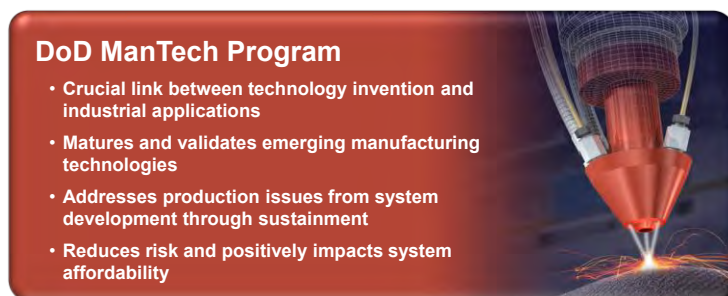 DoD ManTech Program
• Crucial link between technology invention and
industrial applications
• Matures and validates emerging manufacturing
technologies
• Addresses production issues from system
development through sustainment
• Reduces risk and positively impacts system
affordability